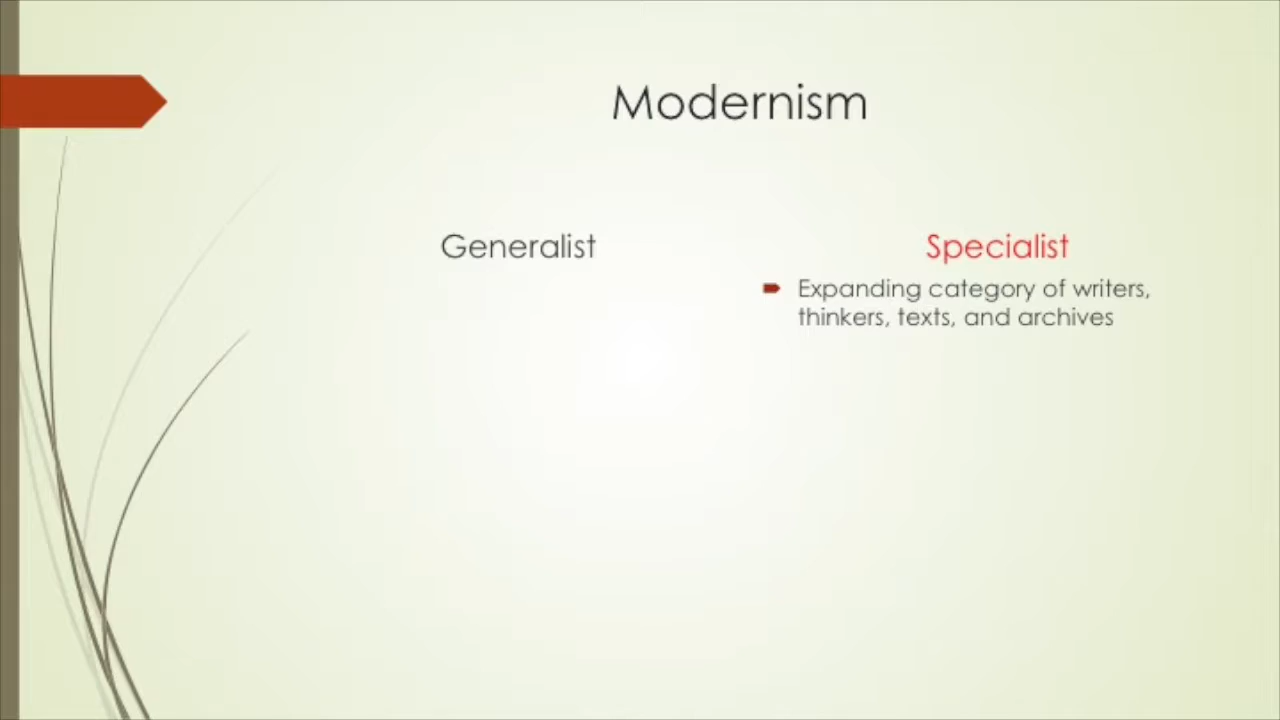 Modernism
Generalist
Specialist
Expanding category of writers,
thinkers, texts, and archives